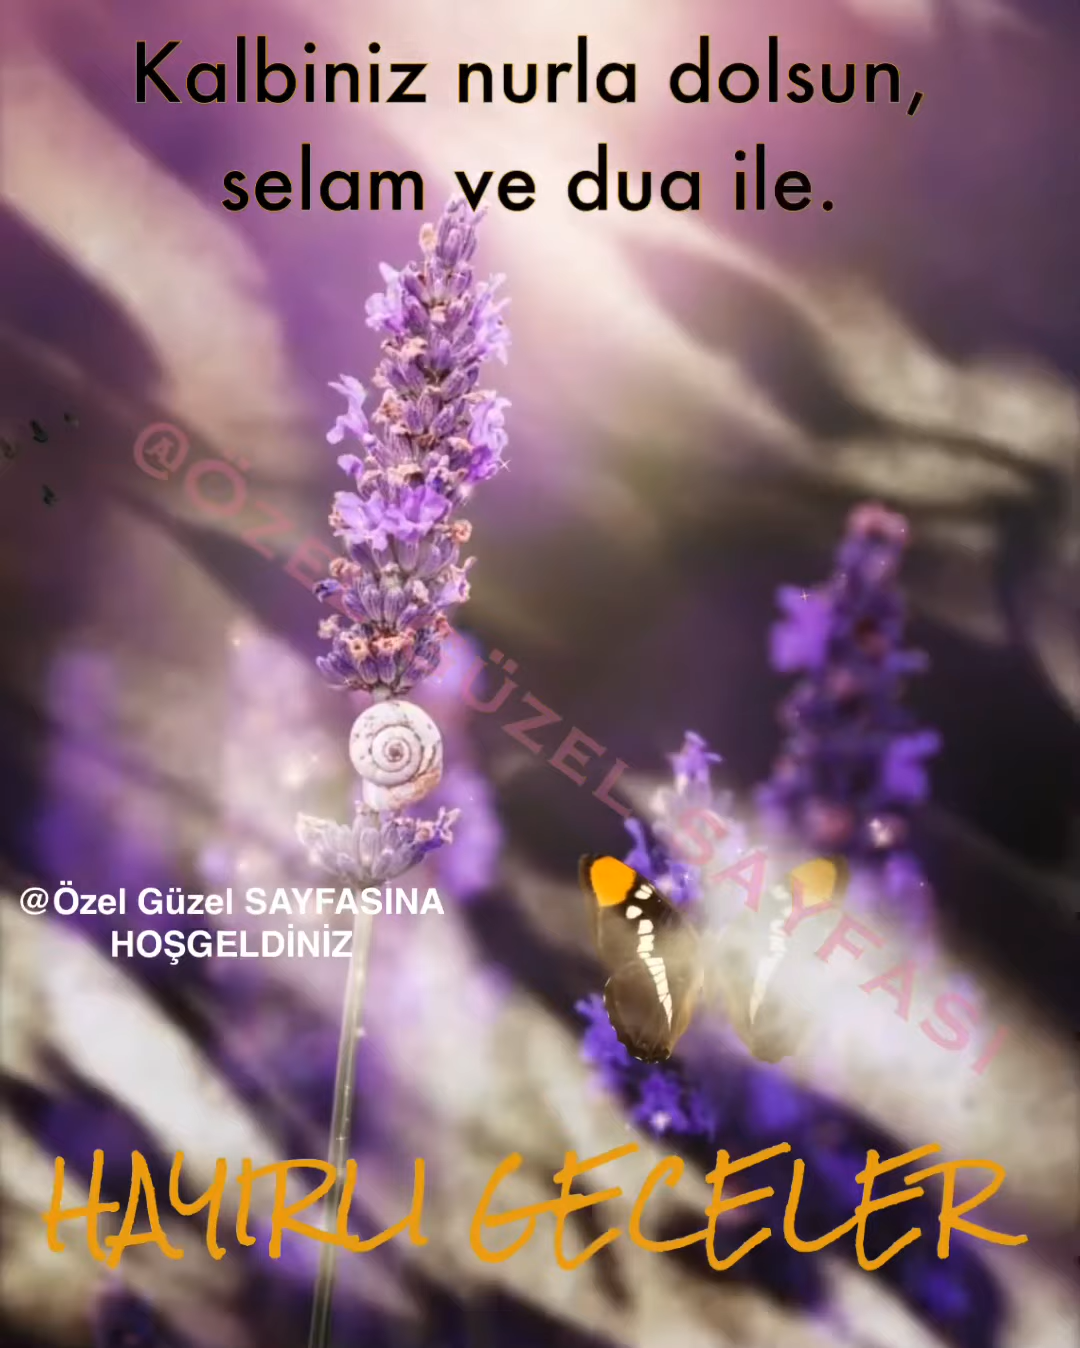 Kalbiniz nurla dolsun,
selam ve dua ile.
@ÖZEL GÜZEL SAYFASI
@Özel Güzel SAYFASINA
HOŞGELDİNİZ
HAYIRLI GECELER